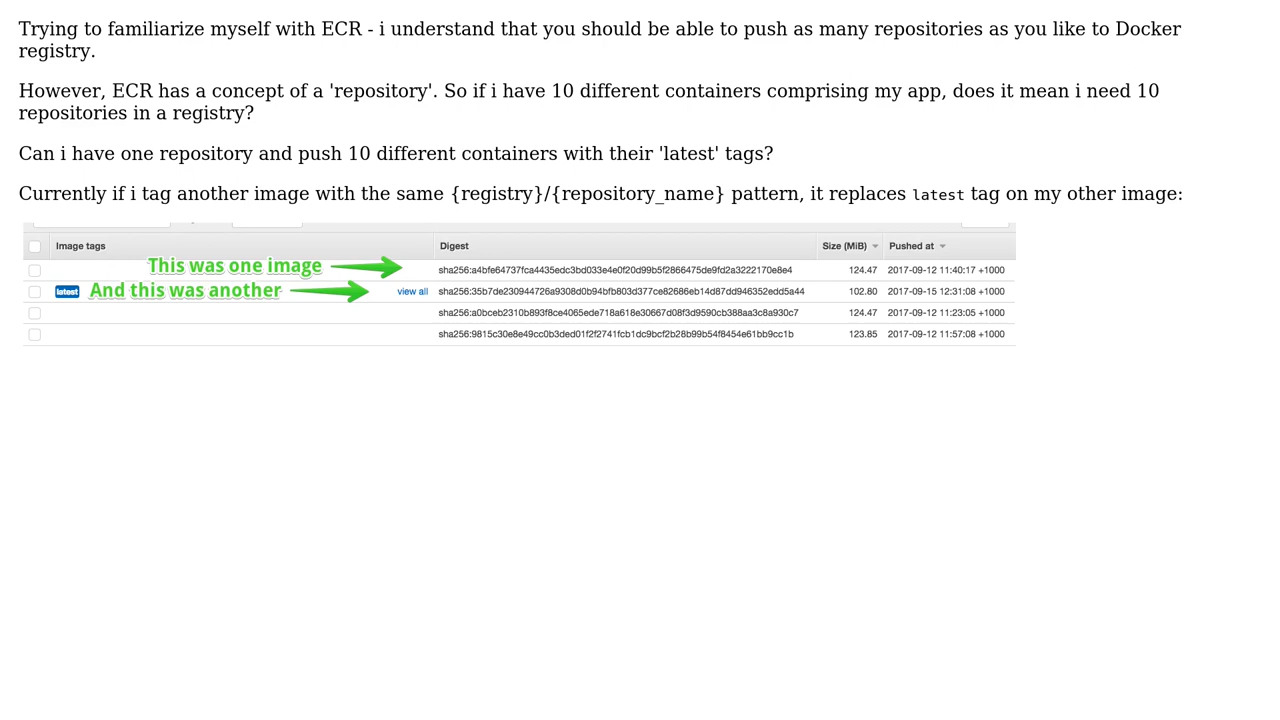 Trying to familiarize myself with ECR - i understand that you should be able to push as many repositories as you like to Docker
registry.
However, ECR has a concept of a 'repository'. So if i have 10 different containers comprising my app, does it mean i need 10
repositories in a registry?
Can i have one repository and push 10 different containers with their 'latest' tags?
Currently if i tag another image with the same {registry}/{repository_name} pattern, it replaces latest tag on my other image:
Image tags Digest Size (MiB) Pushed at
This was one image sha256:a4bfe64737fca4435edc3bd033e4e0f20d99b5f2866475de9fd2a3222170e8e4 124.47 2017-09-12 11:40:17 +1000
latest And this was another view all sha256:35b7de230944726a9308d0b94bfb803d377ce82686eb14d87dd946352edd5a44 102.80 2017-09-15 12:31:08 +1000
sha256:a0bceb2310b893f8ce4065ede718a618e30667d08f3d9590cb388aa3c8a930c7 124.47 2017-09-12 11:23:05 +1000
sha256:9815c30e8e49cc0b3ded01f2f2741fcb1dc9bcf2b28b99b54f8454e61bb9cc1b 123.85 2017-09-12 11:57:08 +1000